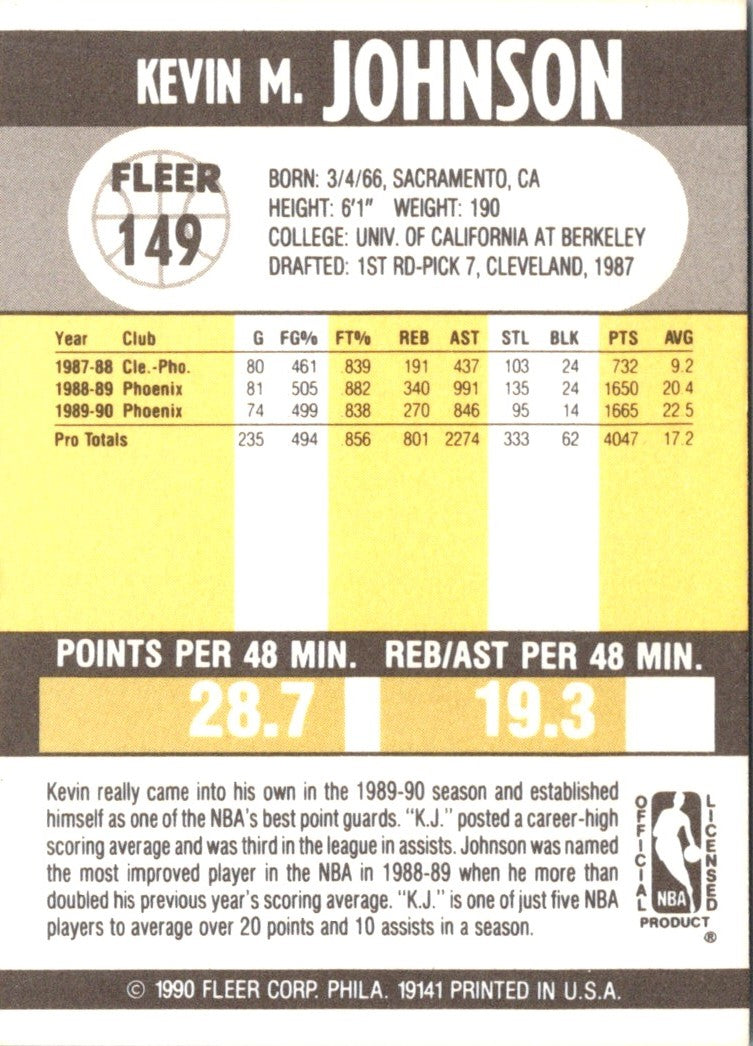 KEVIN M. JOHNSON
FLEER
149
BORN: 3/4/66, SACRAMENTO, CA
HEIGHT: 6'1" WEIGHT: 190
COLLEGE: UNIV. OF CALIFORNIA AT BERKELEY
DRAFTED: 1ST RD-PICK 7, CLEVELAND, 1987
Year Club G FG% FT% REB AST STL BLK PTS AVG
1987-88 Cle.-Pho. 80 .461 .839 191 437 103 24 732 9.2
1988-89 Phoenix 81 .505 .882 340 991 135 24 1650 20.4
1989-90 Phoenix 74 .499 .838 270 846 95 14 1665 22.5
Pro Totals 235 .494 .856 801 2274 333 62 4047 17.2
POINTS PER 48 MIN. REB/AST PER 48 MIN.
28.7 19.3
Kevin really came into his own in the 1989-90 season and established
himself as one of the NBA's best point guards. "K.J." posted a career-high
scoring average and was third in the league in assists. Johnson was named
the most improved player in the NBA in 1988-89 when he more than
doubled his previous year's scoring average. "K.J." is one of just five NBA
players to average over 20 points and 10 assists in a season.
OFFICIAL
LICENSED
NBA
PRODUCT
®
© 1990 FLEER CORP. PHILA. 19141 PRINTED IN U.S.A.